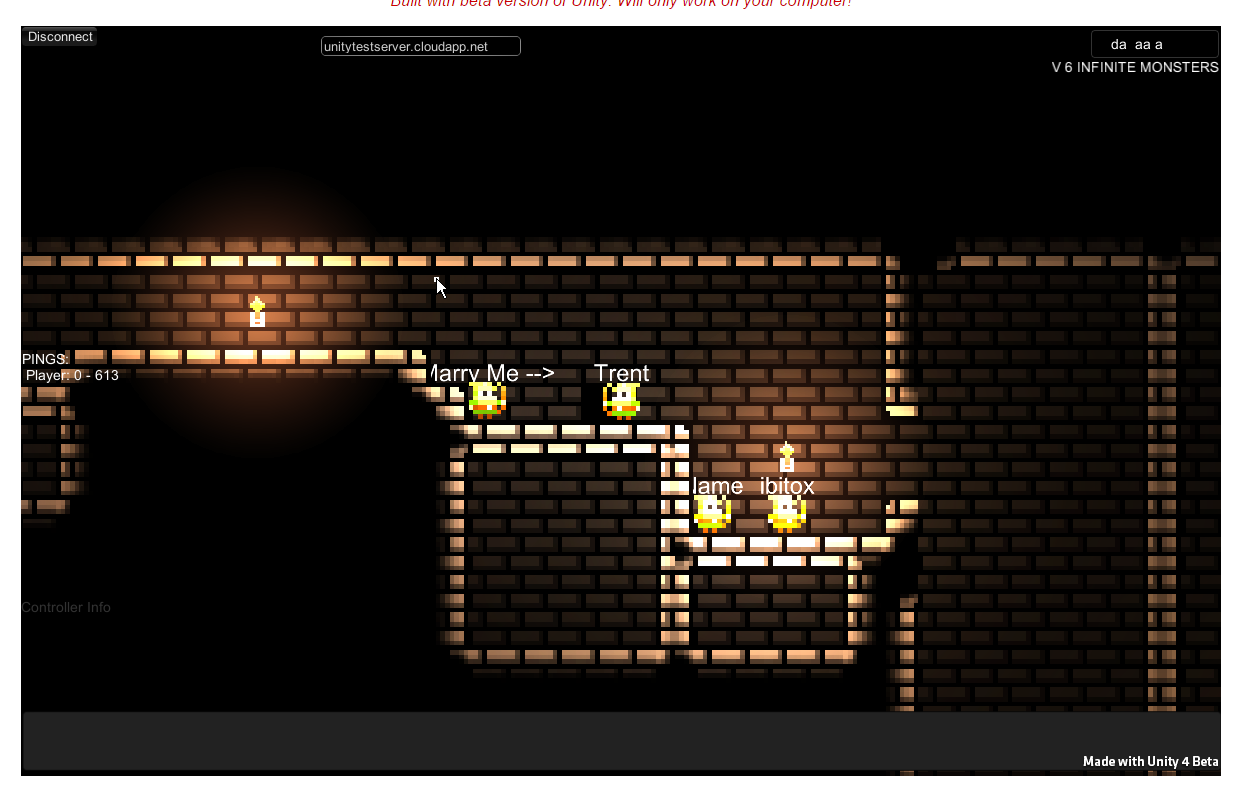 Built with beta version of Unity. Will only work on your computer!
Disconnect
unitytestserver.cloudapp.net
da aa a
V 6 INFINITE MONSTERS
PINGS:
Player: 0 - 613
Marry Me -->
Trent
lame
ibitox
Controller Info
Made with Unity 4 Beta